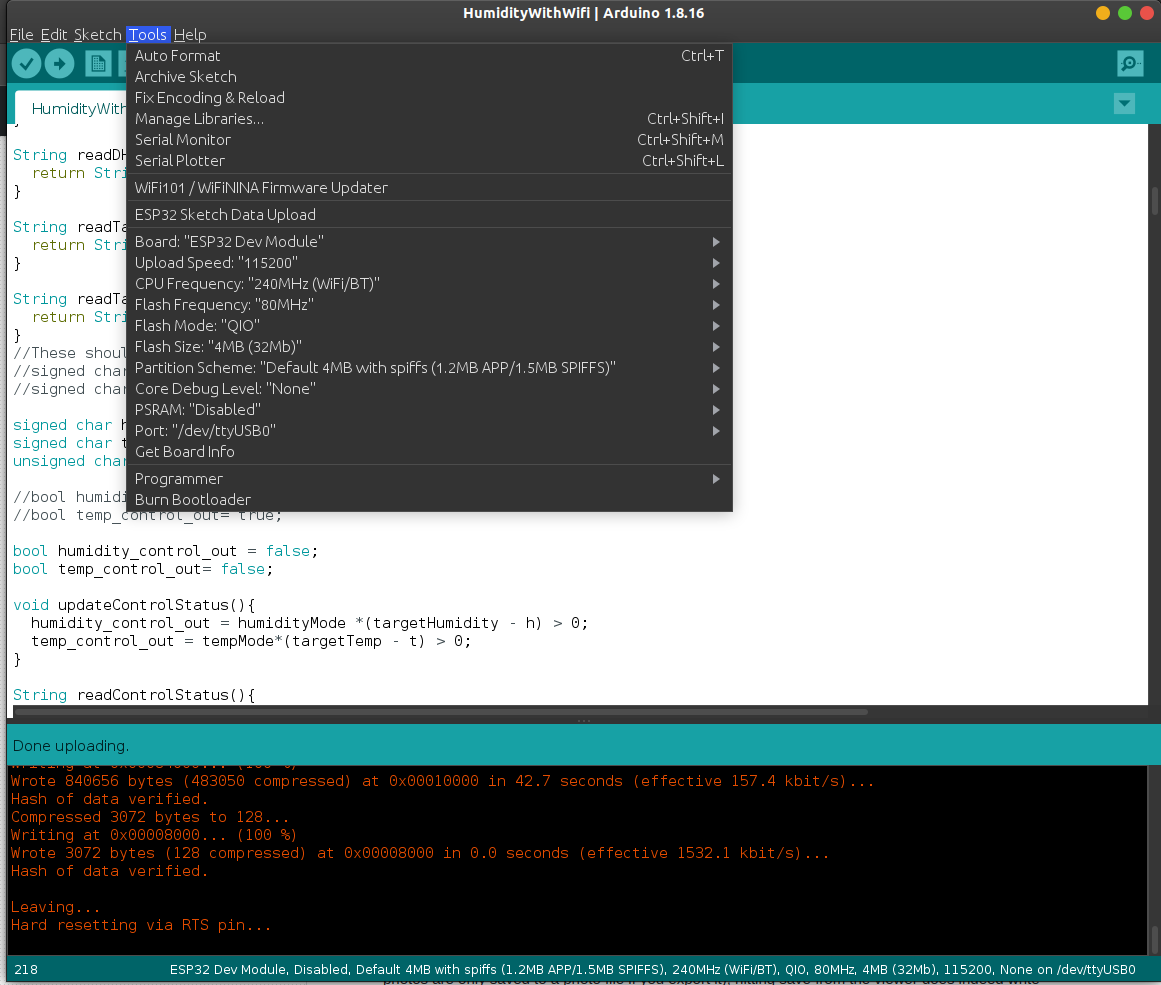 HumidityWithWifi | Arduino 1.8.16
File Edit Sketch Tools Help
Auto Format Ctrl+T
Archive Sketch
Fix Encoding & Reload
Manage Libraries... Ctrl+Shift+I
Serial Monitor Ctrl+Shift+M
Serial Plotter Ctrl+Shift+L
WiFi101 / WiFiNINA Firmware Updater
ESP32 Sketch Data Upload
Board: "ESP32 Dev Module"
Upload Speed: "115200"
CPU Frequency: "240MHz (WiFi/BT)"
Flash Frequency: "80MHz"
Flash Mode: "QIO"
Flash Size: "4MB (32Mb)"
Partition Scheme: "Default 4MB with spiffs (1.2MB APP/1.5MB SPIFFS)"
Core Debug Level: "None"
PSRAM: "Disabled"
Port: "/dev/ttyUSB0"
Get Board Info
Programmer
Burn Bootloader
HumidityWith
String readDH
return Stri
}
String readTa
return Stri
}
String readTa
return Stri
}
//These shoul
//signed char
//signed char
signed char h
signed char t
unsigned char
//bool humidi
//bool temp_control_out= true;
bool humidity_control_out = false;
bool temp_control_out= false;
void updateControlStatus(){
humidity_control_out = humidityMode *(targetHumidity - h) > 0;
temp_control_out = tempMode*(targetTemp - t) > 0;
}
String readControlStatus(){
Done uploading.
Wrote 840656 bytes (483050 compressed) at 0x00010000 in 42.7 seconds (effective 157.4 kbit/s)...
Hash of data verified.
Compressed 3072 bytes to 128...
Writing at 0x00008000... (100 %)
Wrote 3072 bytes (128 compressed) at 0x00008000 in 0.0 seconds (effective 1532.1 kbit/s)...
Hash of data verified.
Leaving...
Hard resetting via RTS pin...
218 ESP32 Dev Module, Disabled, Default 4MB with spiffs (1.2MB APP/1.5MB SPIFFS), 240MHz (WiFi/BT), QIO, 80MHz, 4MB (32Mb), 115200, None on /dev/ttyUSB0